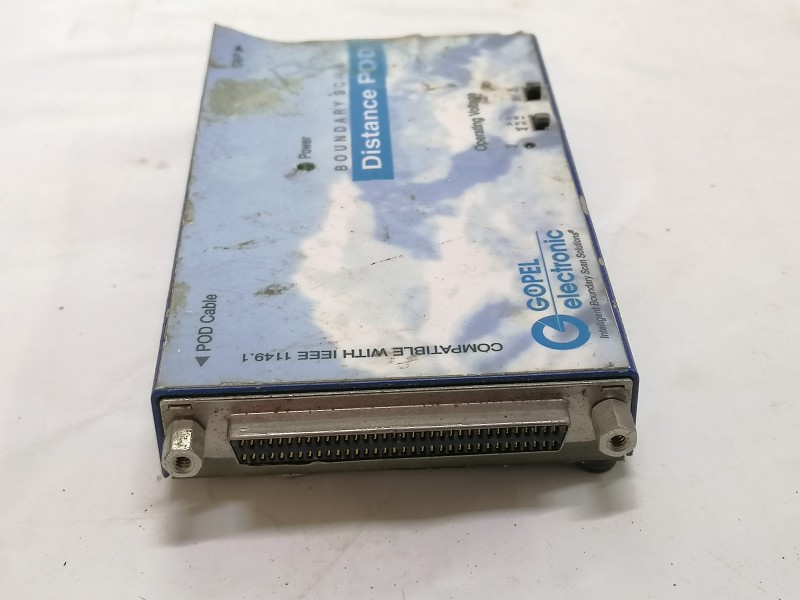 Power
BOUNDARY SC
Distance POD
Operating Voltage
GÖPEL
electronic
Intelligent Boundary Scan Solutions®
◀ POD Cable
COMPATIBLE WITH IEEE 1149.1